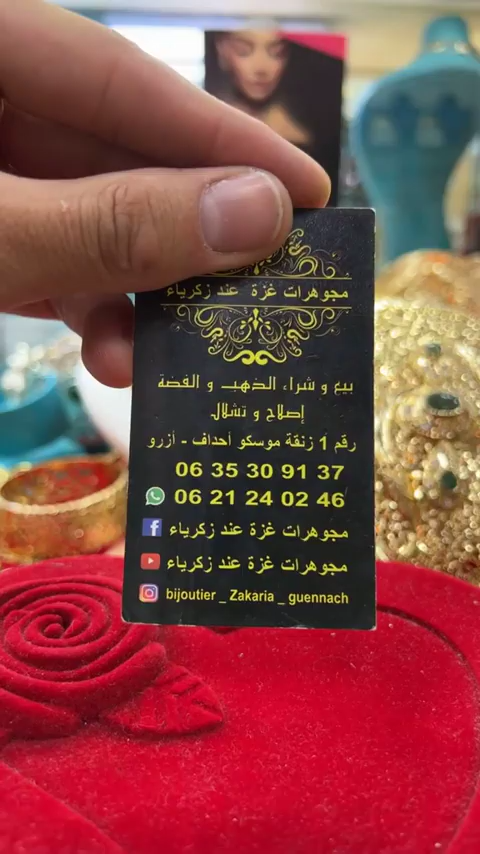 مجوهرات غزة عند زكرياء
بيع و شراء الذهب و الفضة
إصلاح و تشلال
رقم 1 زنقة موسكو أحداف - أزرو
06 35 30 91 37
06 21 24 02 46
مجوهرات غزة عند زكرياء
مجوهرات غزة عند زكرياء
bijoutier _ Zakaria _ guennach